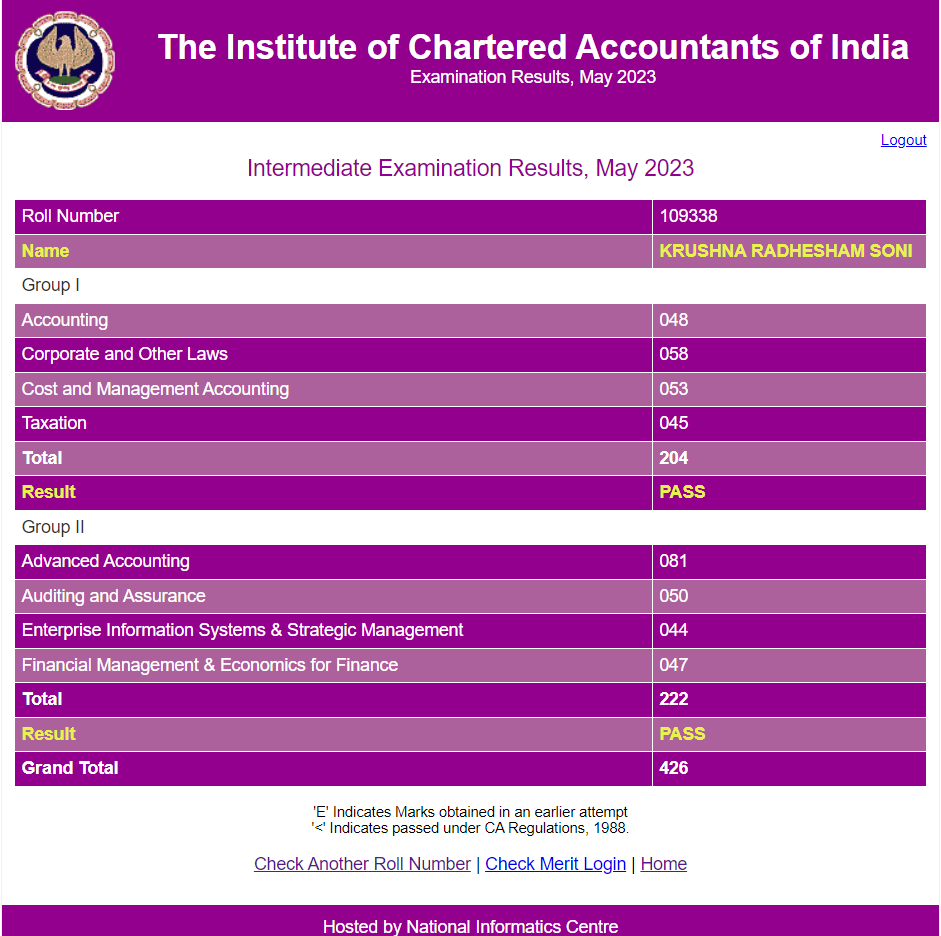 The Institute of Chartered Accountants of India
Examination Results, May 2023
Logout
Intermediate Examination Results, May 2023
Roll Number 109338
Name KRUSHNA RADHESHAM SONI
Group I
Accounting 048
Corporate and Other Laws 058
Cost and Management Accounting 053
Taxation 045
Total 204
Result PASS
Group II
Advanced Accounting 081
Auditing and Assurance 050
Enterprise Information Systems & Strategic Management 044
Financial Management & Economics for Finance 047
Total 222
Result PASS
Grand Total 426
'E' Indicates Marks obtained in an earlier attempt
'<' Indicates passed under CA Regulations, 1988.
Check Another Roll Number | Check Merit Login | Home
Hosted by National Informatics Centre